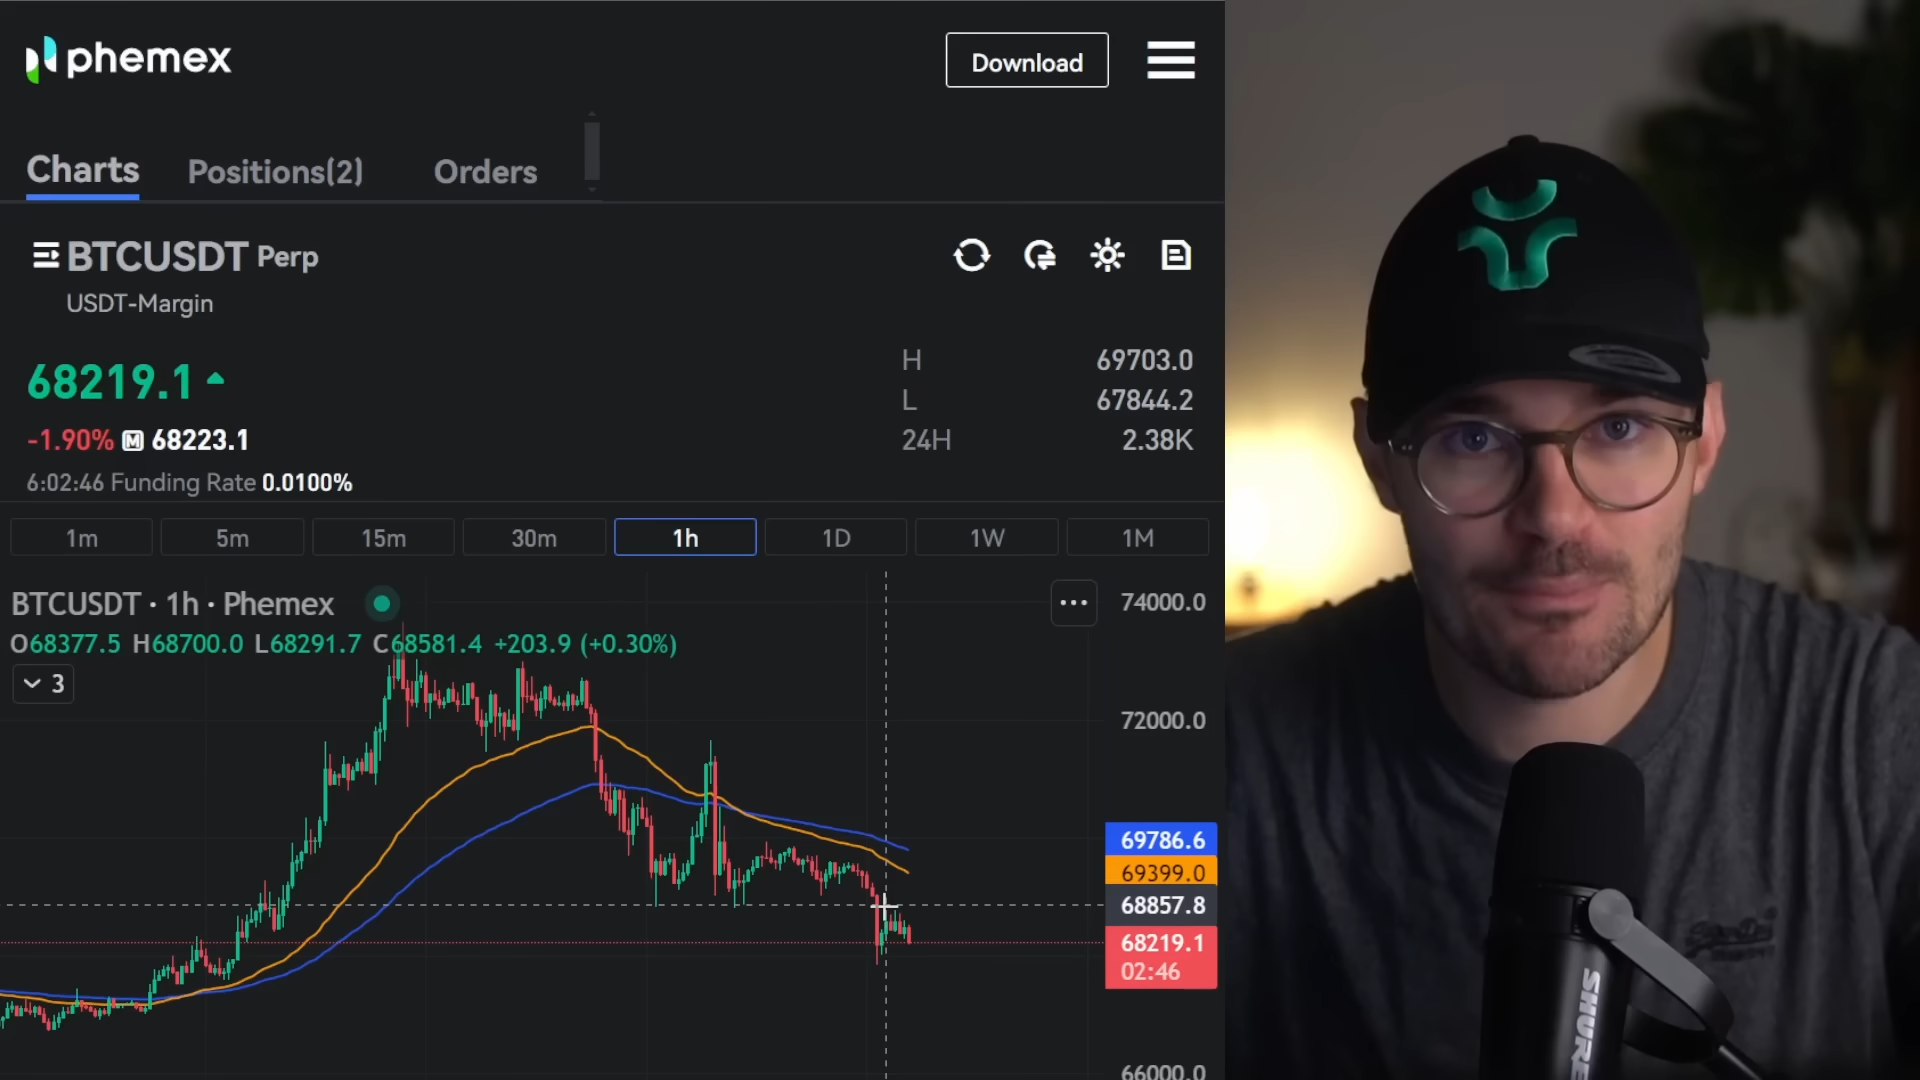 phemex
Download
Charts Positions(2) Orders
BTCUSDT Perp
USDT-Margin
68219.1
H 69703.0
L 67844.2
24H 2.38K
-1.90% M 68223.1
6:02:46 Funding Rate 0.0100%
1m 5m 15m 30m 1h 1D 1W 1M
BTCUSDT · 1h · Phemex
O68377.5 H68700.0 L68291.7 C68581.4 +203.9 (+0.30%)
3
74000.0
72000.0
69786.6
69399.0
68857.8
68219.1
02:46
66000.0
SHURE